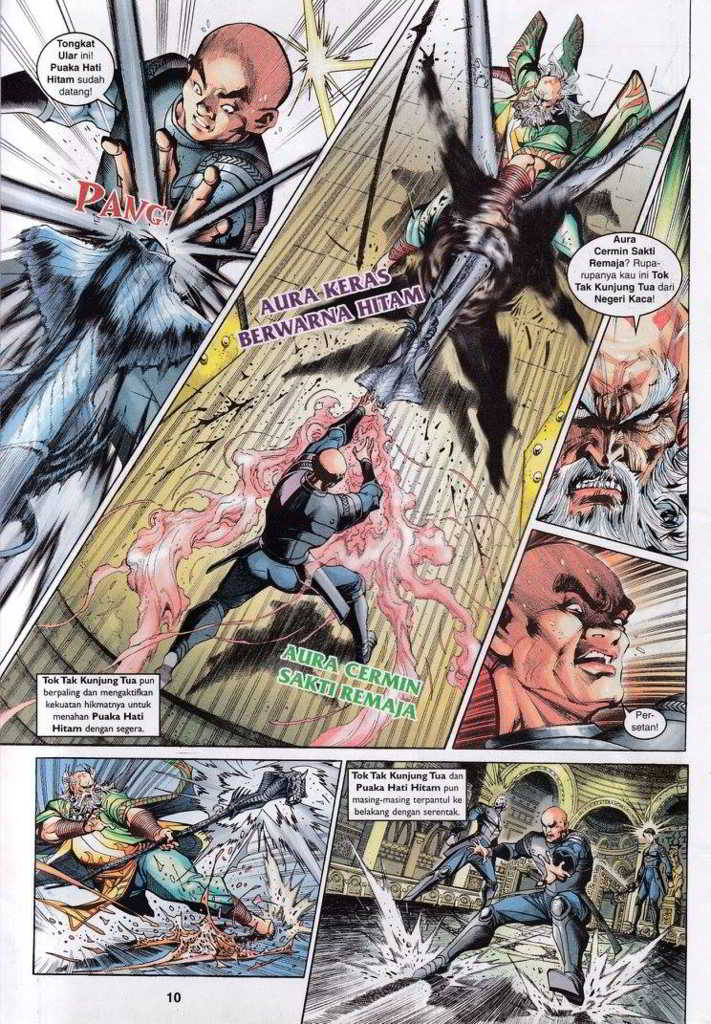 Tongkat
Ular ini!
Puaka Hati
Hitam sudah
datang!
PANG!
AURA KERAS
BERWARNA HITAM
Aura
Cermin Sakti
Remaja? Rupa-
rupanya kau ini Tok
Tak Kunjung Tua dari
Negeri Kaca!
AURA CERMIN
SAKTI REMAJA
Tok Tak Kunjung Tua pun
berpaling dan mengaktifkan
kekuatan hikmatnya untuk
menahan Puaka Hati
Hitam dengan segera.
Per-
setan!
Tok Tak Kunjung Tua dan
Puaka Hati Hitam pun
masing-masing terpantul ke
belakang dengan serentak.
10